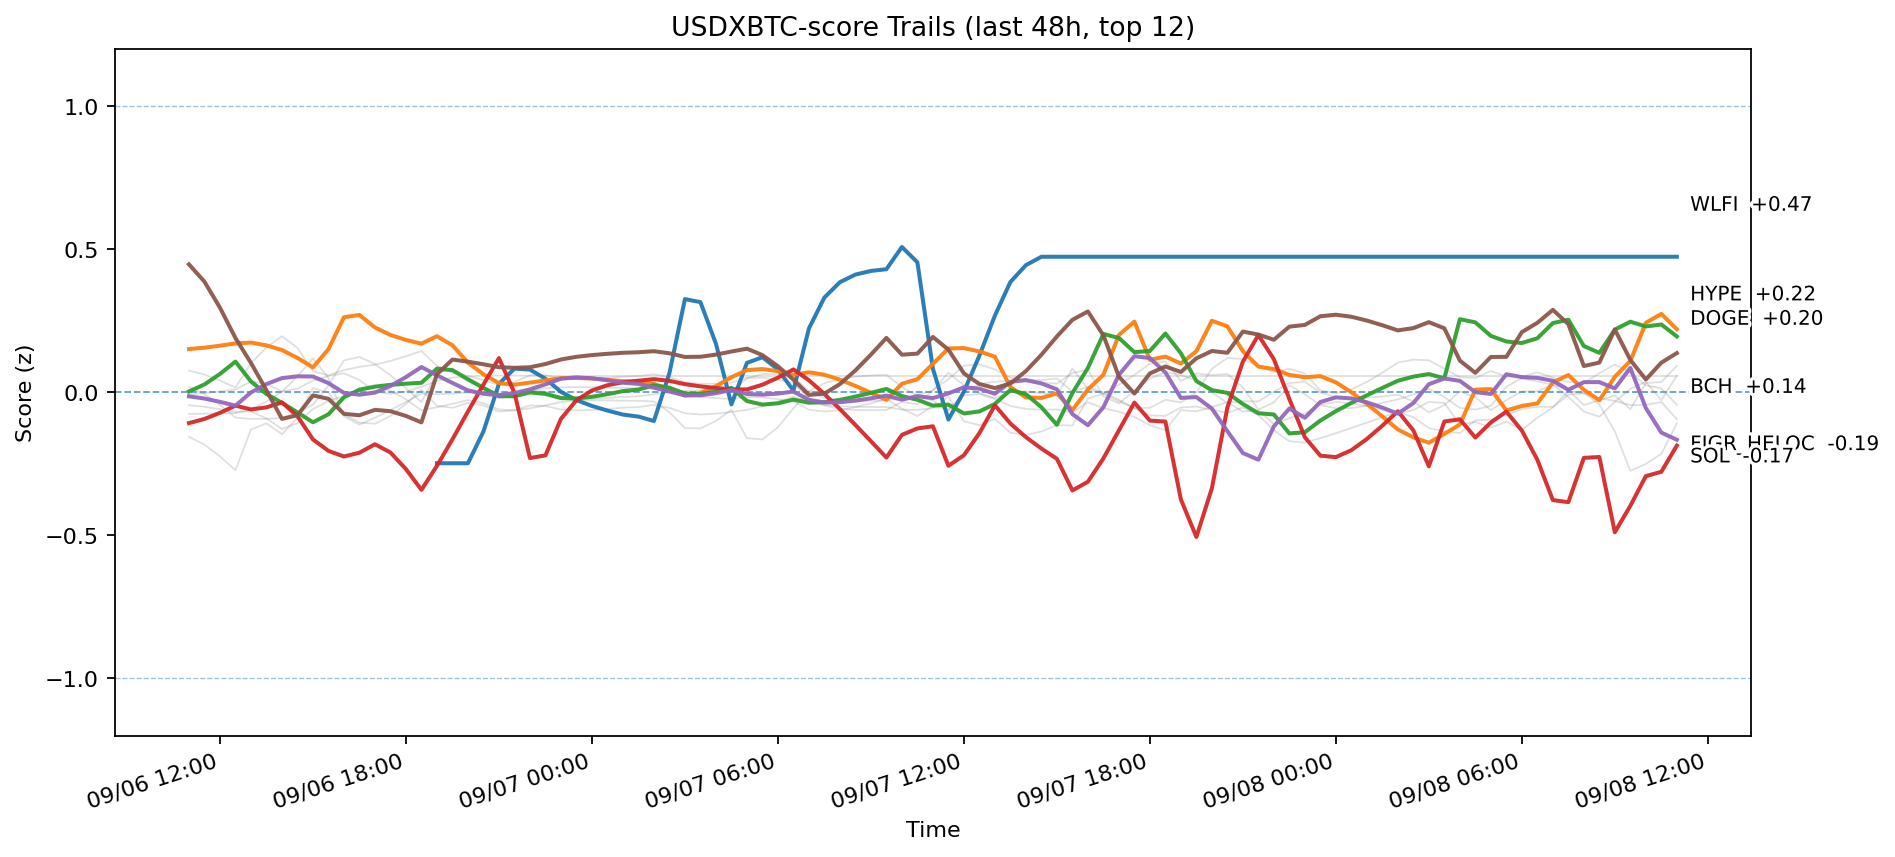 USDXBTC-score Trails (last 48h, top 12)
Score (z)
1.0
0.5
0.0
−0.5
−1.0
WLFI +0.47
HYPE +0.22
DOGE +0.20
BCH +0.14
FIGR_HELOC -0.19
SOL -0.17
09/06 12:00
09/06 18:00
09/07 00:00
09/07 06:00
09/07 12:00
09/07 18:00
09/08 00:00
09/08 06:00
09/08 12:00
Time